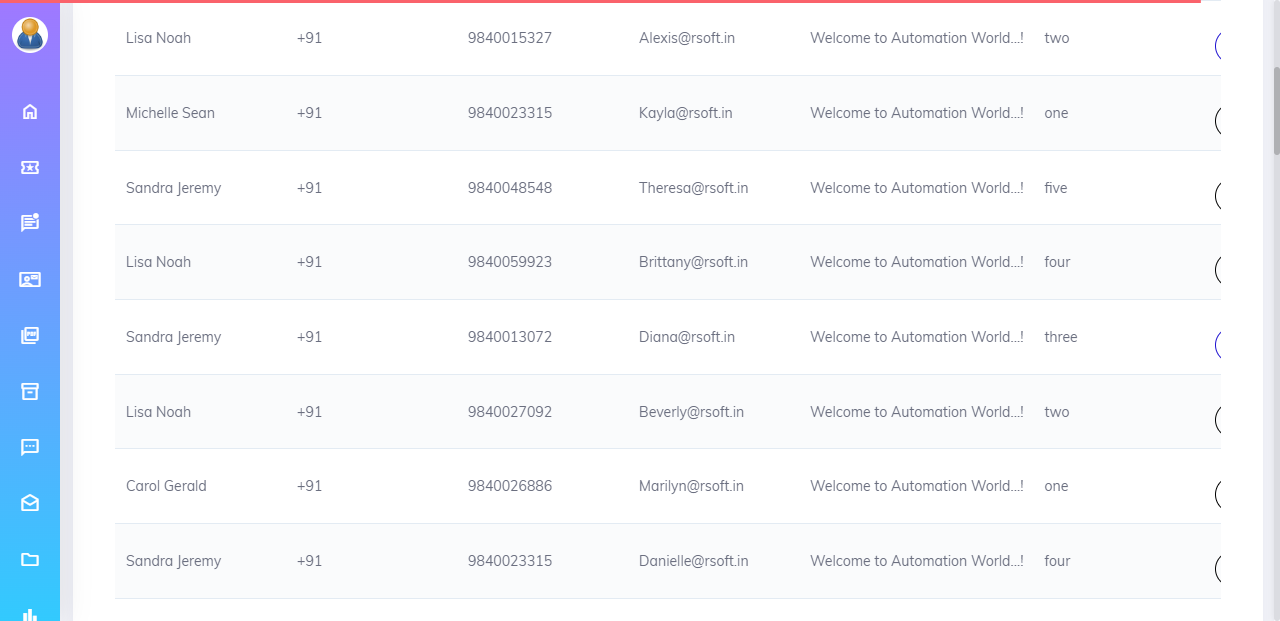 Lisa Noah +91 9840015327 Alexis@rsoft.in Welcome to Automation World...! two
Michelle Sean +91 9840023315 Kayla@rsoft.in Welcome to Automation World...! one
Sandra Jeremy +91 9840048548 Theresa@rsoft.in Welcome to Automation World...! five
Lisa Noah +91 9840059923 Brittany@rsoft.in Welcome to Automation World...! four
Sandra Jeremy +91 9840013072 Diana@rsoft.in Welcome to Automation World...! three
Lisa Noah +91 9840027092 Beverly@rsoft.in Welcome to Automation World...! two
Carol Gerald +91 9840026886 Marilyn@rsoft.in Welcome to Automation World...! one
Sandra Jeremy +91 9840023315 Danielle@rsoft.in Welcome to Automation World...! four